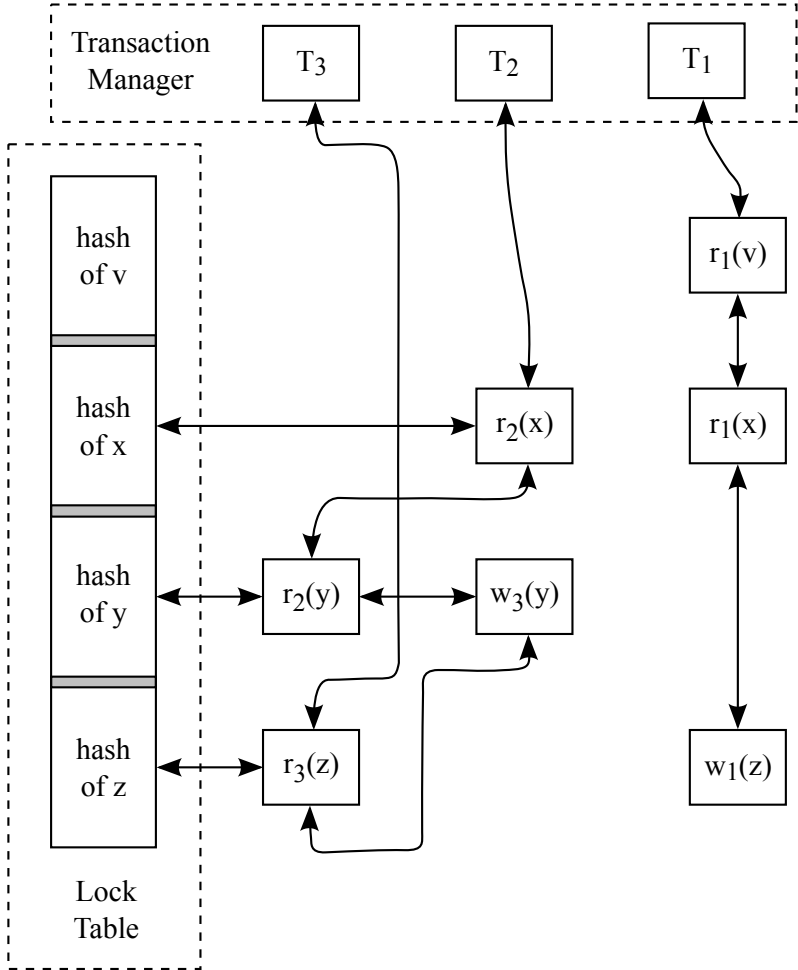 Transaction
Manager
T3
T2
T1
hash
of v
r1(v)
hash
of x
r2(x)
r1(x)
hash
of y
r2(y)
w3(y)
hash
of z
r3(z)
w1(z)
Lock
Table